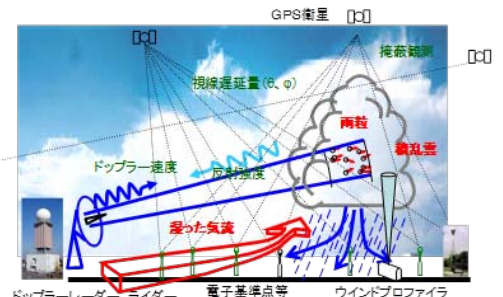 GPS衛星
掩蔽観測
視線遅延量(θ、φ)
雨粒
積乱雲
ドップラー速度
反射強度
湿った気流
ドップラーレーダー、ライダー
電子基準点等
ウインドプロファイラ